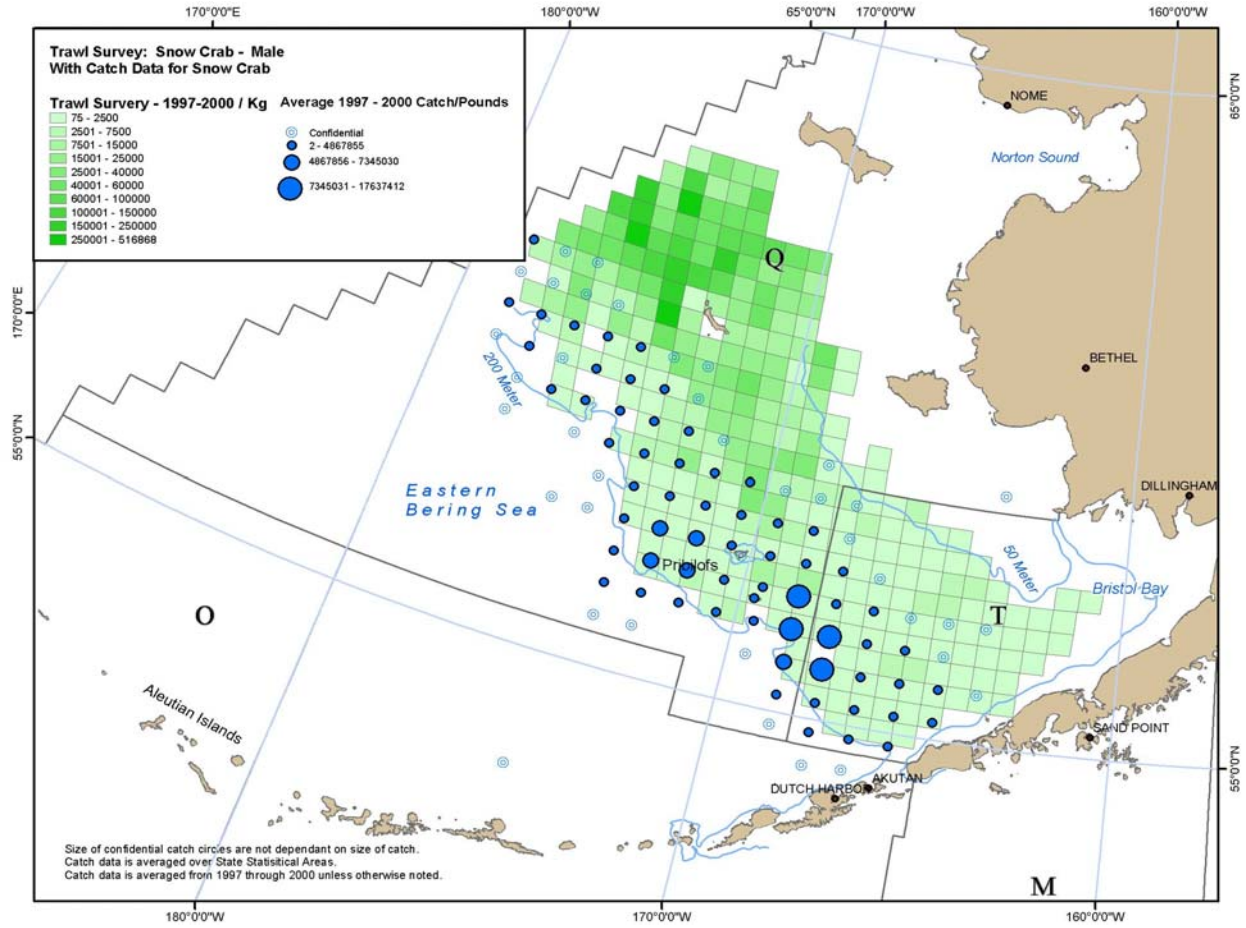 170°0'0"E
180°0'0"W
65°0'0"N
170°0'0"W
160°0'0"W
Trawl Survey: Snow Crab - Male
With Catch Data for Snow Crab
Trawl Survery - 1997-2000 / Kg
75 - 2500
2501 - 7500
7501 - 15000
15001 - 25000
25001 - 40000
40001 - 60000
60001 - 100000
100001 - 150000
150001 - 250000
250001 - 516868
Average 1997 - 2000 Catch/Pounds
Confidential
2 - 4867855
4867856 - 7345030
7345031 - 17637412
NOME
65°0'0"N
Norton Sound
Q
170°0'0"E
BETHEL
200 Meter
55°0'0"N
DILLINGHAM
Eastern
Bering Sea
50 Meter
Pribilofs
Bristol Bay
O
T
Aleutian Islands
SAND POINT
55°0'0"N
AKUTAN
DUTCH HARBOR
Size of confidential catch circles are not dependant on size of catch.
Catch data is averaged over State Statisitical Areas.
Catch data is averaged from 1997 through 2000 unless otherwise noted.
M
180°0'0"W
170°0'0"W
160°0'0"W